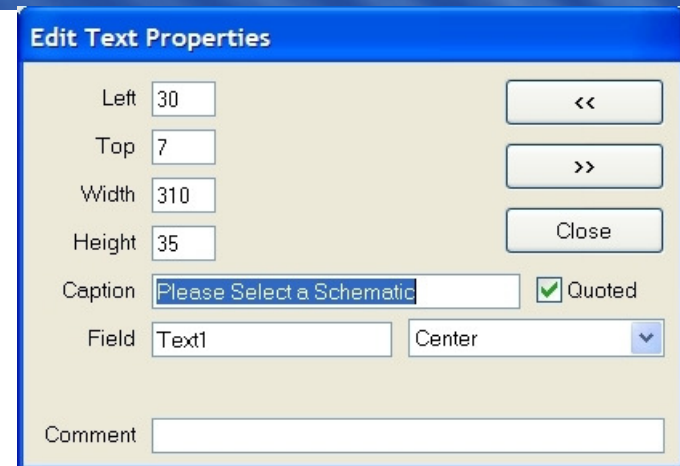 Edit Text Properties
Left 30 <<
Top 7 >>
Width 310
Height 35 Close
Caption Please Select a Schematic Quoted
Field Text1 Center
Comment